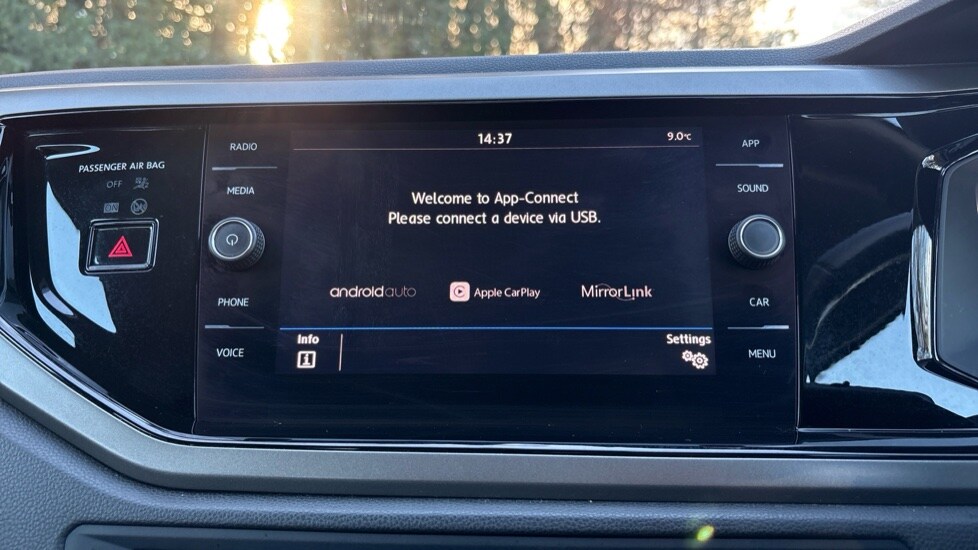 PASSENGER AIR BAG
OFF
ON
RADIO
MEDIA
PHONE
VOICE
14:37
9.0°C
Welcome to App-Connect
Please connect a device via USB.
androidauto
Apple CarPlay
MirrorLink
Info
Settings
APP
SOUND
CAR
MENU